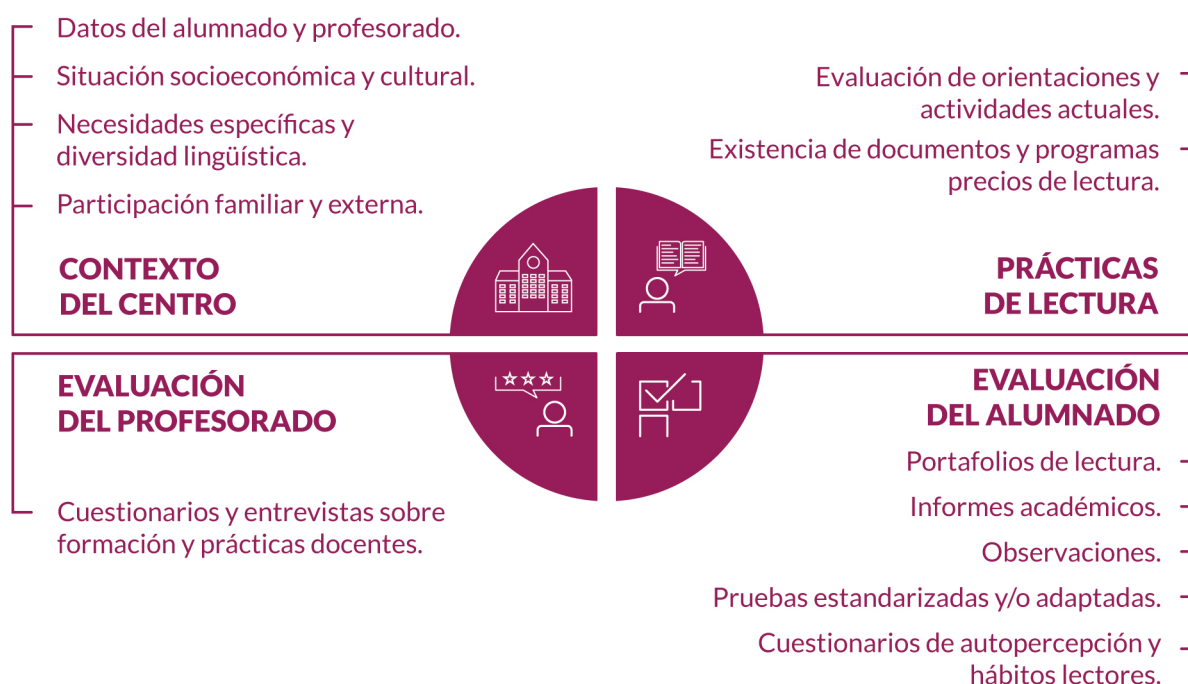 Datos del alumnado y profesorado.
Situación socioeconómica y cultural.
Necesidades específicas y
diversidad lingüística.
Participación familiar y externa.
CONTEXTO
DEL CENTRO
Evaluación de orientaciones y
actividades actuales.
Existencia de documentos y programas
precios de lectura.
PRÁCTICAS
DE LECTURA
EVALUACIÓN
DEL PROFESORADO
Cuestionarios y entrevistas sobre
formación y prácticas docentes.
EVALUACIÓN
DEL ALUMNADO
Portafolios de lectura.
Informes académicos.
Observaciones.
Pruebas estandarizadas y/o adaptadas.
Cuestionarios de autopercepción y
hábitos lectores.